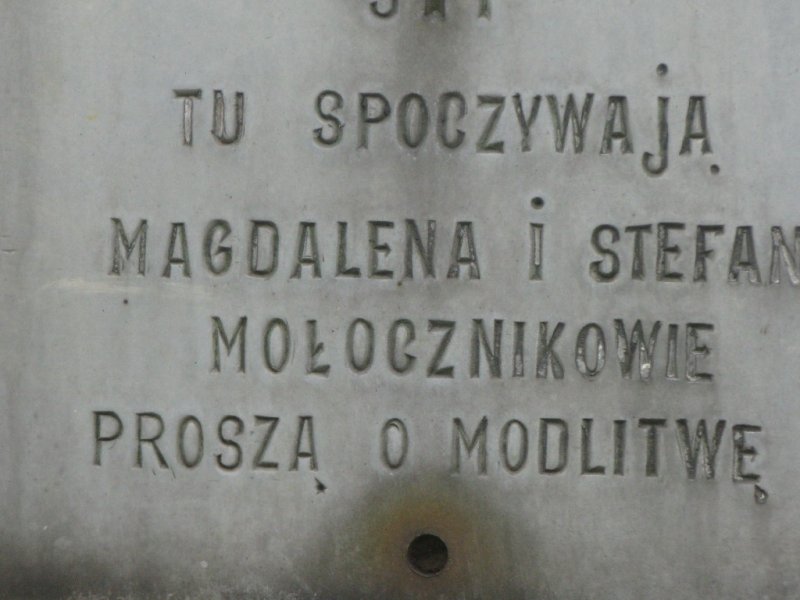 TU SPOCZYWAJĄ
MAGDALENA i STEFAN
MOŁOCZNIKOWIE
PROSZĄ O MODLITWĘ